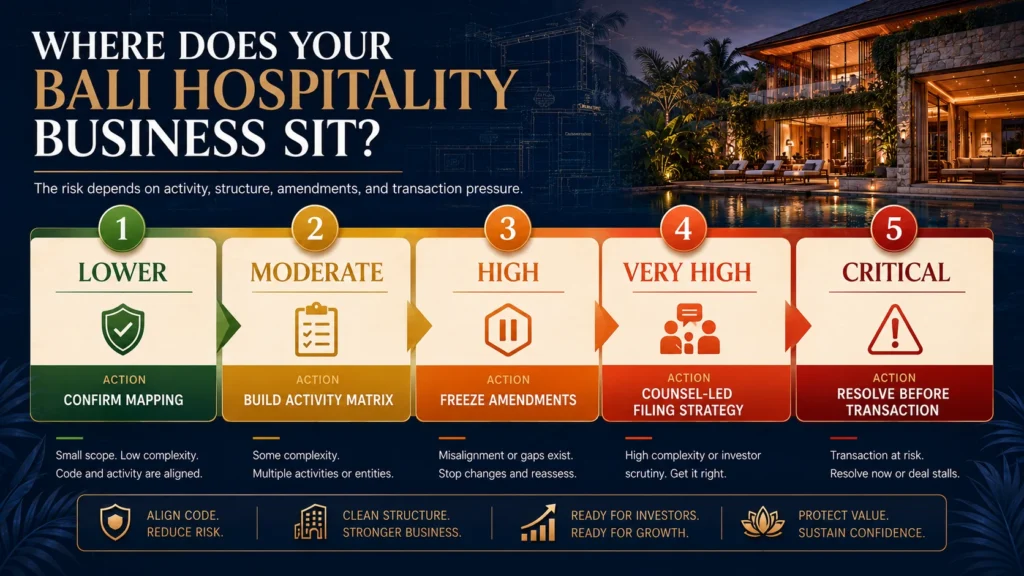 WHERE DOES YOUR
BALI HOSPITALITY
BUSINESS SIT?
The risk depends on activity, structure, amendments, and transaction pressure.
1
LOWER
ACTION
CONFIRM MAPPING
Small scope. Low complexity.
Code and activity are aligned.
2
MODERATE
ACTION
BUILD ACTIVITY MATRIX
Some complexity.
Multiple activities or entities.
3
HIGH
ACTION
FREEZE AMENDMENTS
Misalignment or gaps exist.
Stop changes and reassess.
4
VERY HIGH
ACTION
COUNSEL-LED
FILING STRATEGY
High complexity or investor
scrutiny. Get it right.
5
CRITICAL
ACTION
RESOLVE BEFORE
TRANSACTION
Transaction at risk.
Resolve now or deal stalls.
ALIGN CODE.
REDUCE RISK.
CLEAN STRUCTURE.
STRONGER BUSINESS.
READY FOR INVESTORS.
READY FOR GROWTH.
PROTECT VALUE.
SUSTAIN CONFIDENCE.